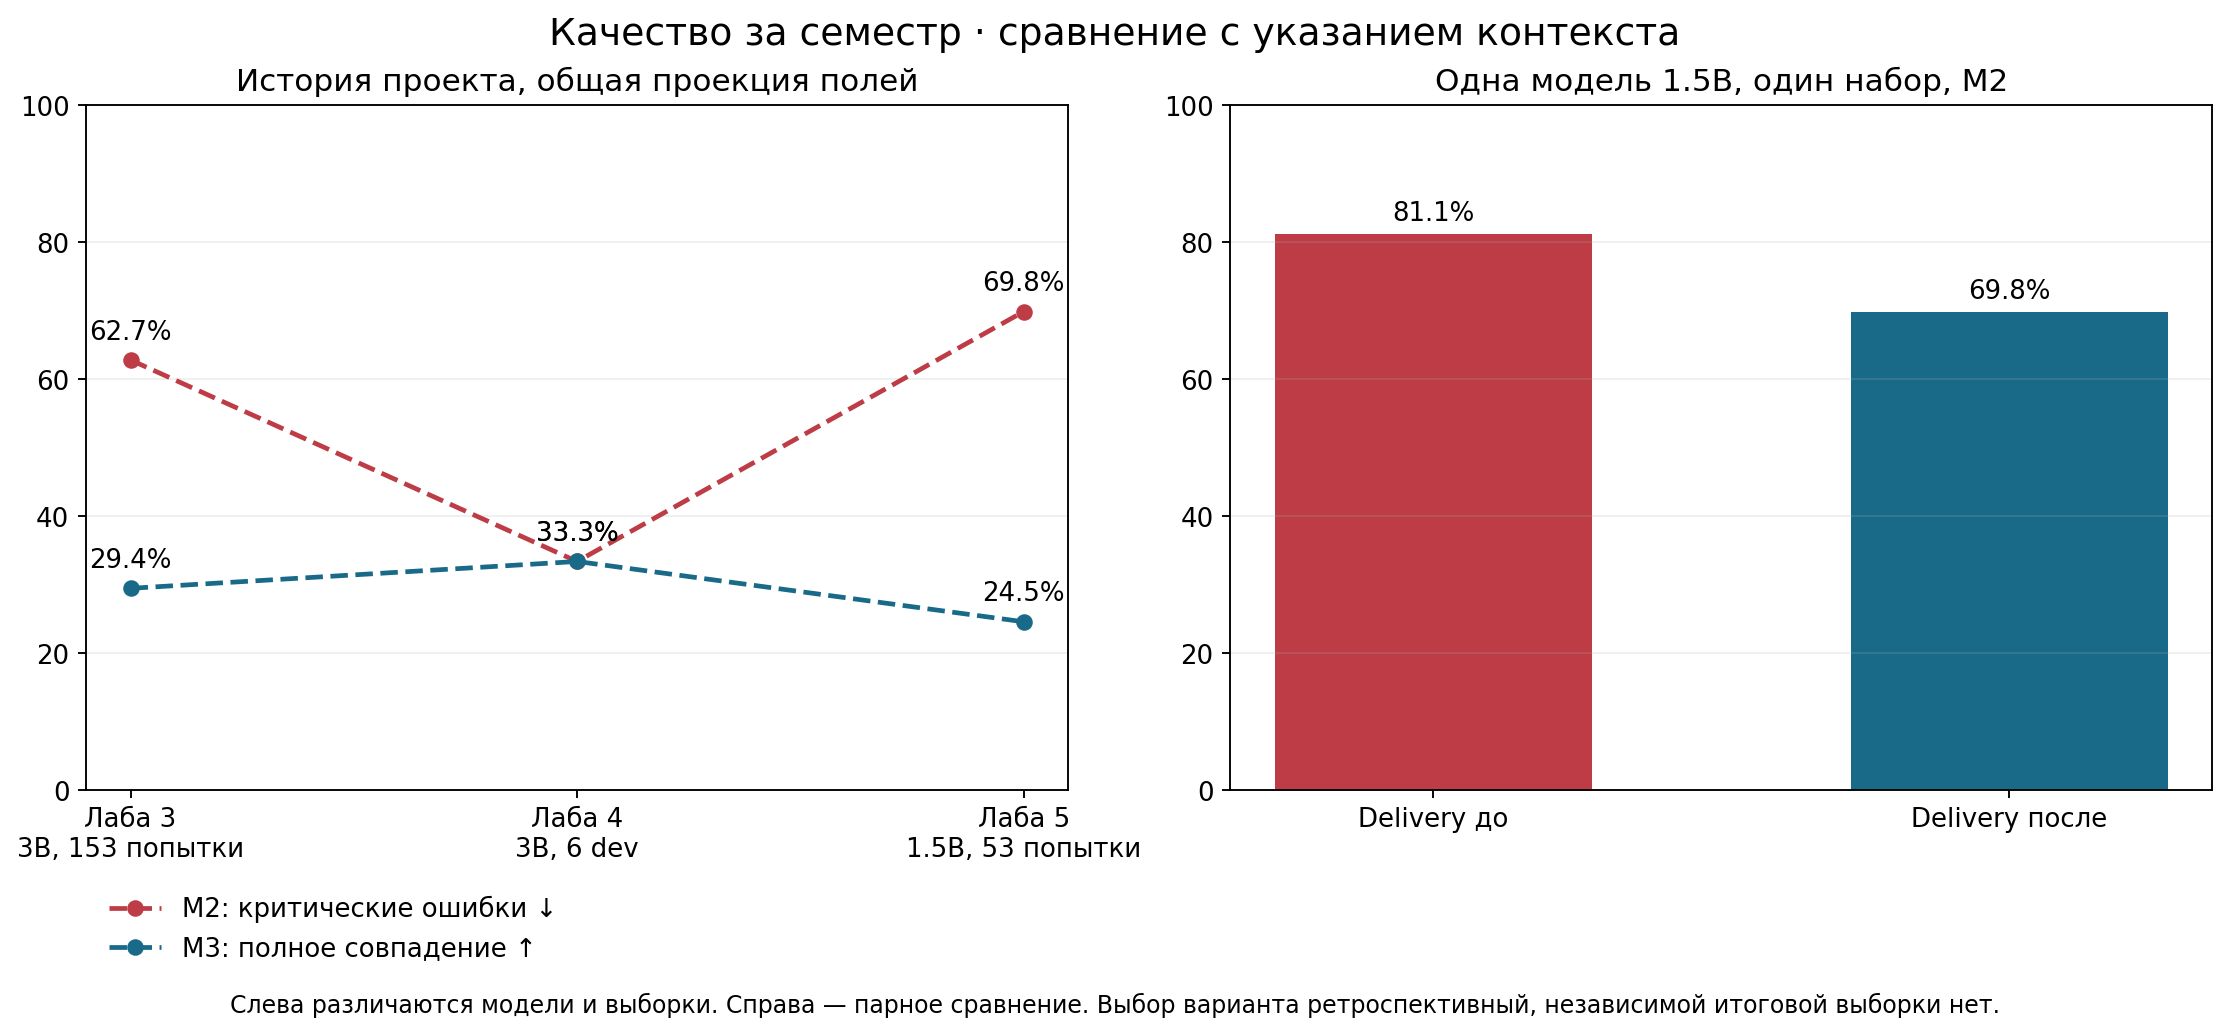 Качество за семестр · сравнение с указанием контекста
История проекта, общая проекция полей
100
80
60
40
20
0
62.7%
33.3%
69.8%
29.4%
24.5%
Лаба 3
3B, 153 попытки
Лаба 4
3B, 6 dev
Лаба 5
1.5B, 53 попытки
M2: критические ошибки ↓
M3: полное совпадение ↑
Одна модель 1.5B, один набор, M2
100
80
60
40
20
0
81.1%
69.8%
Delivery до
Delivery после
Слева различаются модели и выборки. Справа — парное сравнение. Выбор варианта ретроспективный, независимой итоговой выборки нет.